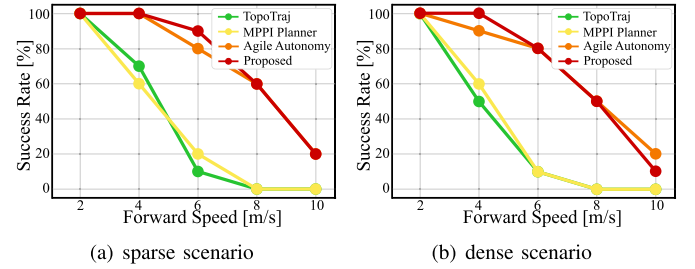 100
80
60
40
20
0
Success Rate [%]
TopoTraj
MPPI Planner
Agile Autonomy
Proposed
2 4 6 8 10
Forward Speed [m/s]
(a) sparse scenario
100
80
60
40
20
0
Success Rate [%]
TopoTraj
MPPI Planner
Agile Autonomy
Proposed
2 4 6 8 10
Forward Speed [m/s]
(b) dense scenario